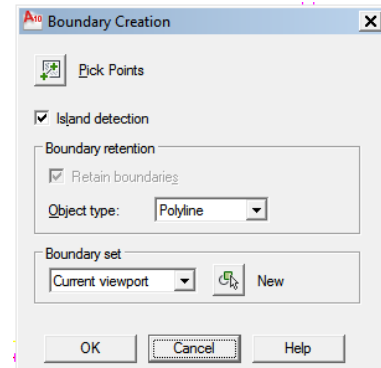 A10 Boundary Creation
Pick Points
Island detection
Boundary retention
Retain boundaries
Object type: Polyline
Boundary set
Current viewport New
OK Cancel Help